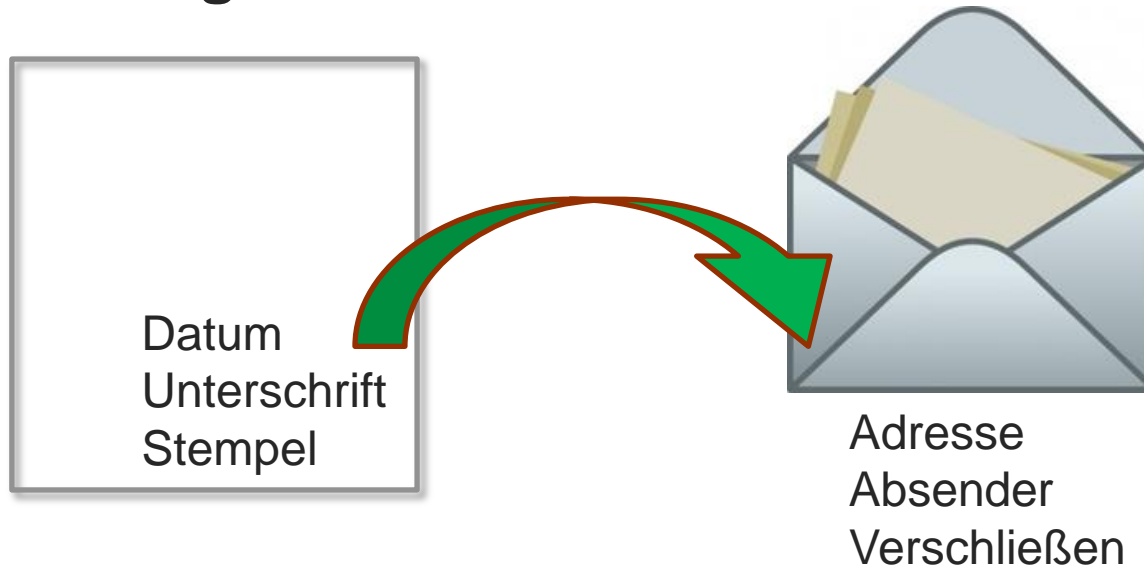 Datum
Unterschrift
Stempel
Adresse
Absender
Verschließen